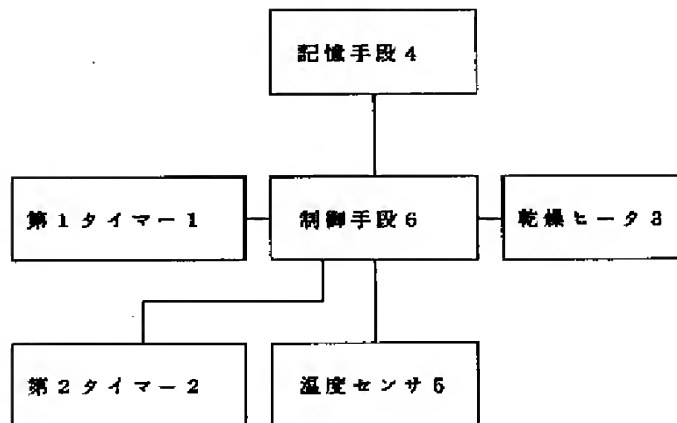 記憶手段4
第1タイマー1
制御手段6
乾燥ヒータ3
第2タイマー2
温度センサ5